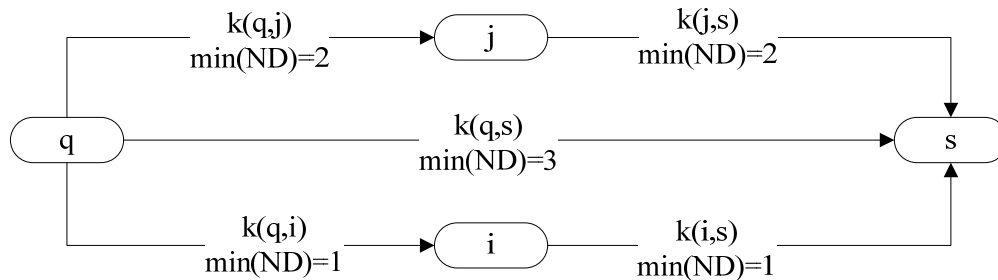 k(q,j)
min(ND)=2
j
k(j,s)
min(ND)=2
q
k(q,s)
min(ND)=3
s
k(q,i)
min(ND)=1
i
k(i,s)
min(ND)=1